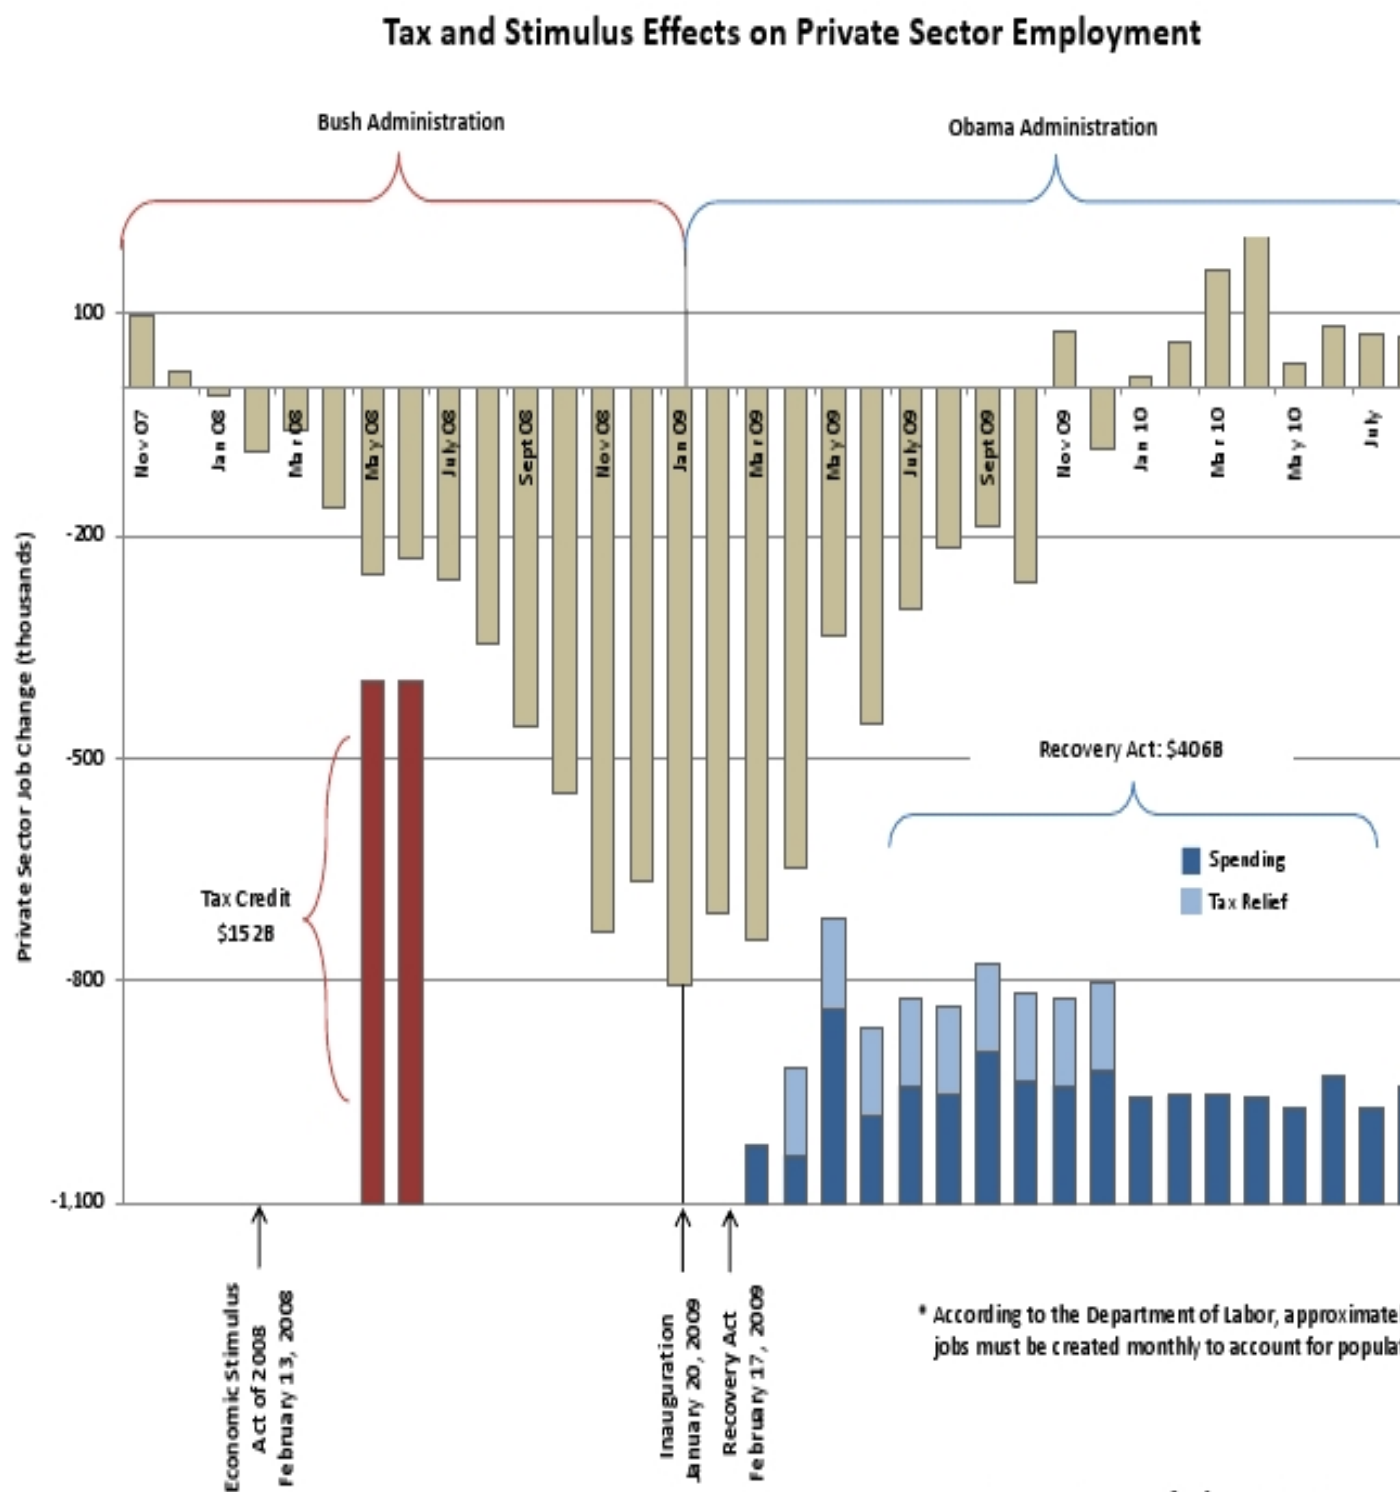 Tax and Stimulus Effects on Private Sector Employment
Bush Administration
Obama Administration
100
-200
-500
-800
-1,100
Private Sector Job Change (thousands)
Nov 07
Jan 08
Mar 08
May 08
July 08
Sept 08
Nov 08
Jan 09
Mar 09
May 09
July 09
Sept 09
Nov 09
Jan 10
Mar 10
May 10
July
Recovery Act: $406B
Spending
Tax Relief
Tax Credit
$152B
Economic Stimulus
Act of 2008
February 13, 2008
Inauguration
January 20, 2009
Recovery Act
February 17, 2009
* According to the Department of Labor,
jobs must be created monthly to account for